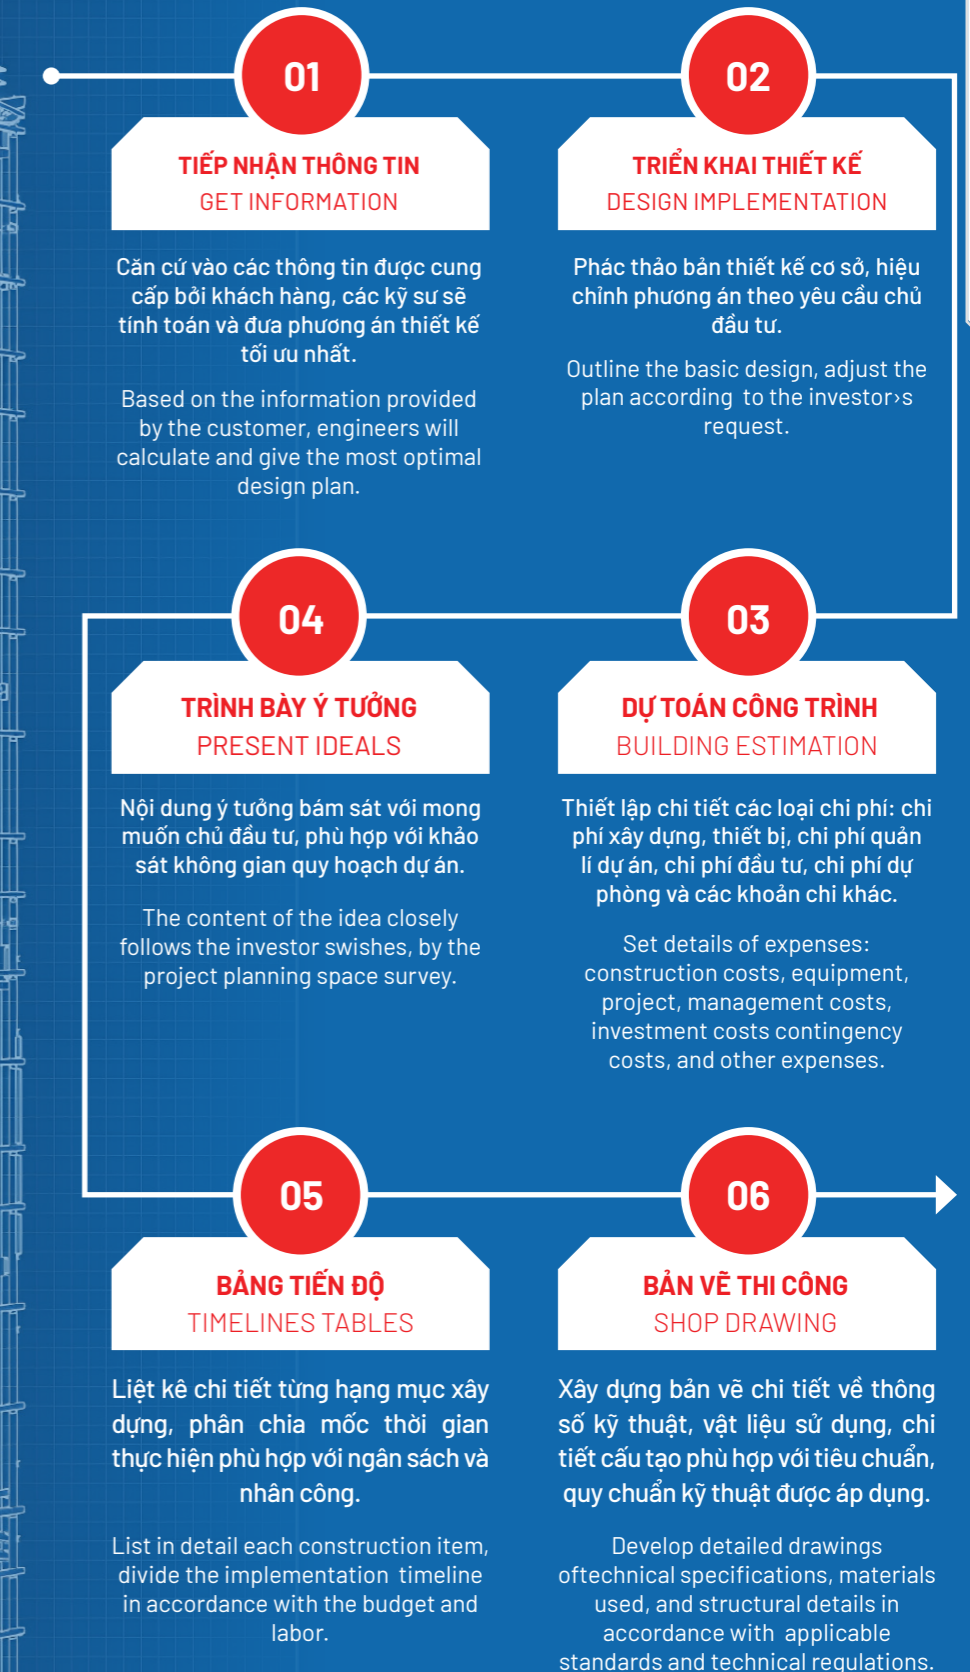 01
TIẾP NHẬN THÔNG TIN
GET INFORMATION
Căn cứ vào các thông tin được cung
cấp bởi khách hàng, các kỹ sư sẽ
tính toán và đưa phương án thiết kế
tối ưu nhất.
Based on the information provided
by the customer, engineers will
calculate and give the most optimal
design plan.
02
TRIỂN KHAI THIẾT KẾ
DESIGN IMPLEMENTATION
Phác thảo bản thiết kế cơ sở, hiệu
chỉnh phương án theo yêu cầu chủ
đầu tư.
Outline the basic design, adjust the
plan according to the investor›s
request.
03
DỰ TOÁN CÔNG TRÌNH
BUILDING ESTIMATION
Thiết lập chi tiết các loại chi phí: chi
phí xây dựng, thiết bị, chi phí quản
lí dự án, chi phí đầu tư, chi phí dự
phòng và các khoản chi khác.
Set details of expenses:
construction costs, equipment,
project, management costs,
investment costs contingency
costs, and other expenses.
04
TRÌNH BÀY Ý TƯỞNG
PRESENT IDEALS
Nội dung ý tưởng bám sát với mong
muốn chủ đầu tư, phù hợp với khảo
sát không gian quy hoạch dự án.
The content of the idea closely
follows the investor swishes, by the
project planning space survey.
05
BẢNG TIẾN ĐỘ
TIMELINES TABLES
Liệt kê chi tiết từng hạng mục xây
dựng, phân chia mốc thời gian
thực hiện phù hợp với ngân sách và
nhân công.
List in detail each construction item,
divide the implementation timeline
in accordance with the budget and
labor.
06
BẢN VẼ THI CÔNG
SHOP DRAWING
Xây dựng bản vẽ chi tiết về thông
số kỹ thuật, vật liệu sử dụng, chi
tiết cấu tạo phù hợp với tiêu chuẩn,
quy chuẩn kỹ thuật được áp dụng.
Develop detailed drawings
oftechnical specifications, materials
used, and structural details in
accordance with applicable
standards and technical regulations.